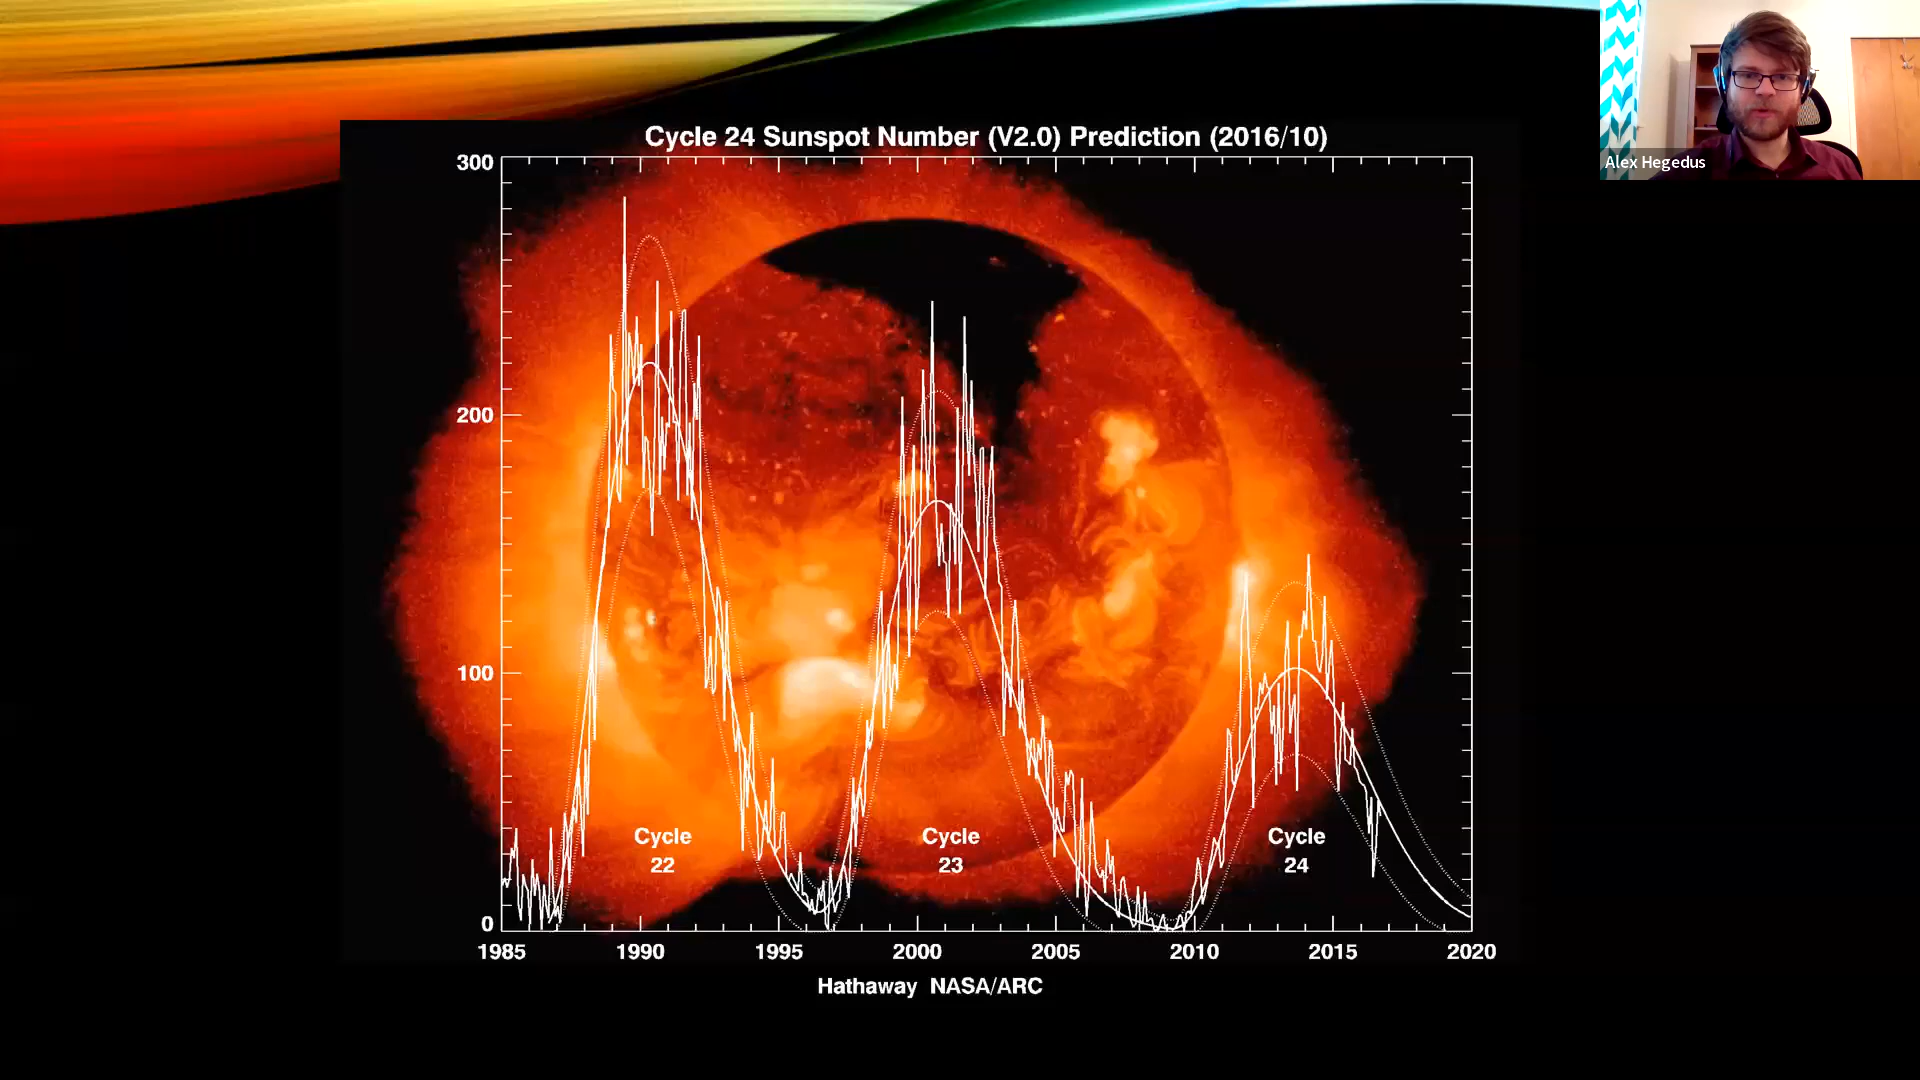 Cycle 24 Sunspot Number (V2.0) Prediction (2016/10)
Alex Hegedus
300
200
100
0
Cycle
22
Cycle
23
Cycle
24
1985 1990 1995 2000 2005 2010 2015 2020
Hathaway NASA/ARC